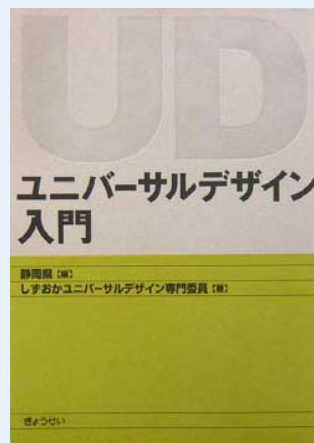 UD
ユニバーサルデザイン
入門
静岡県【編】
しずおかユニバーサルデザイン専門委員【著】
ぎょうせい